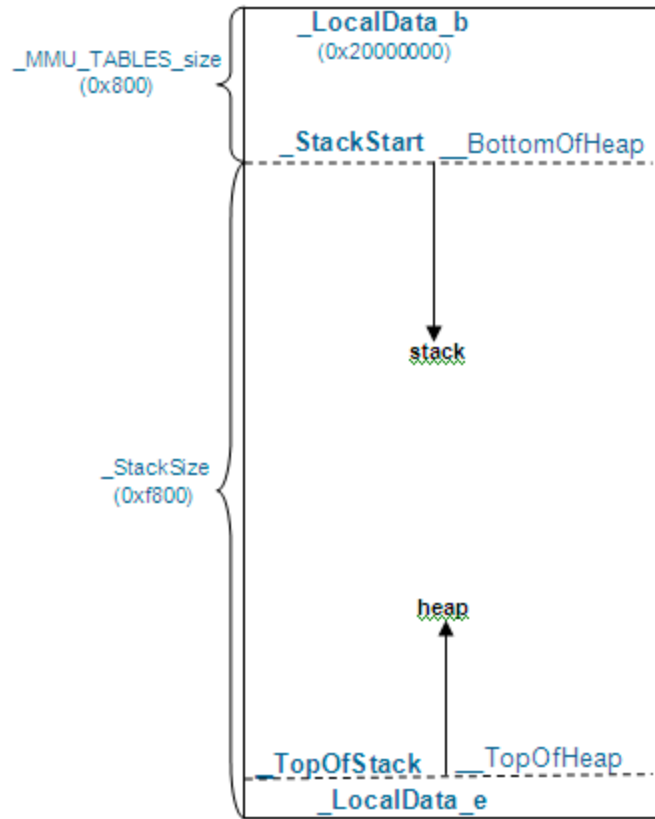 _LocalData_b
(0x20000000)
_MMU_TABLES_size
(0x800)
_StackStart __BottomOfHeap
stack
_StackSize
(0xf800)
heap
_TopOfStack __TopOfHeap
_LocalData_e